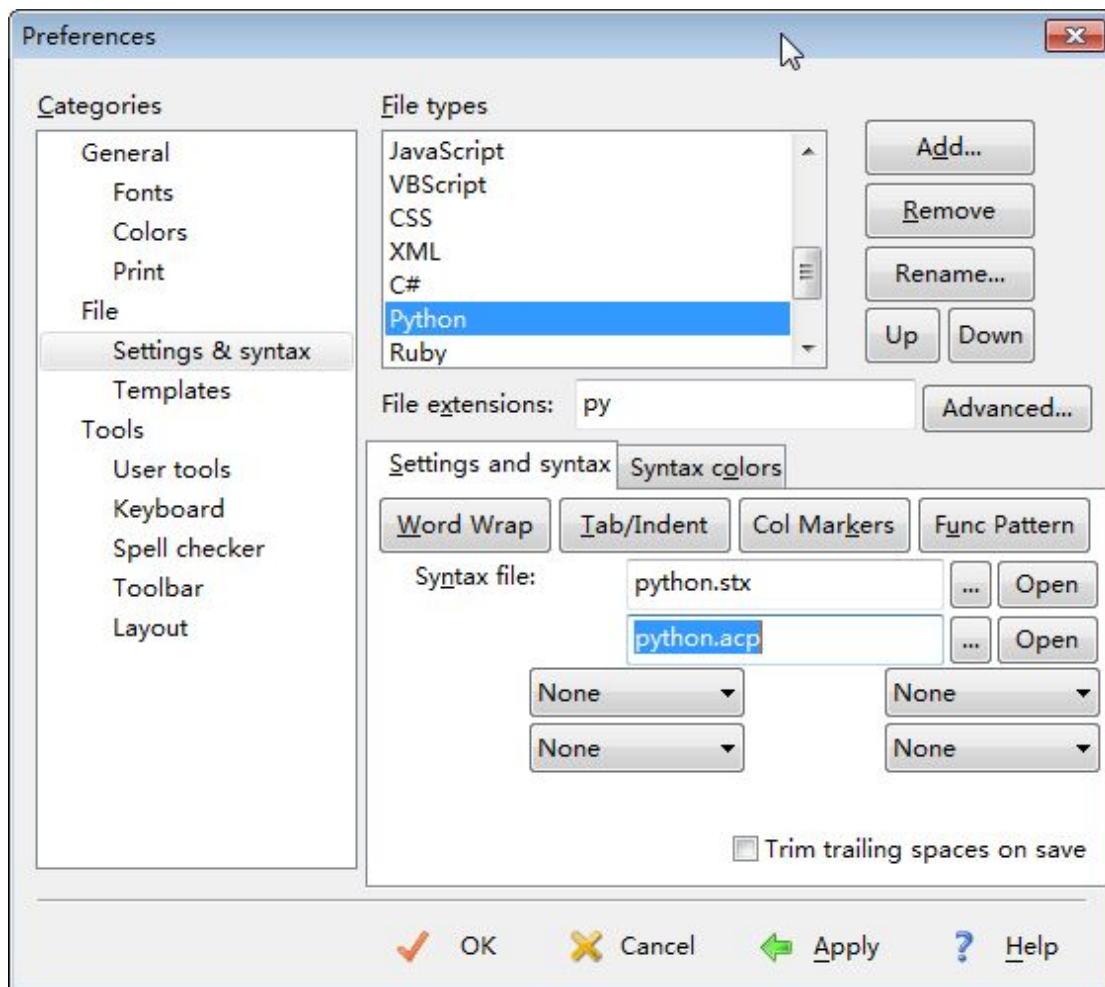 Preferences
Categories
General
Fonts
Colors
Print
File
Settings & syntax
Templates
Tools
User tools
Keyboard
Spell checker
Toolbar
Layout
File types
JavaScript
VBScript
CSS
XML
C#
Python
Ruby
Add...
Remove
Rename...
Up Down
File extensions: py Advanced...
Settings and syntax Syntax colors
Word Wrap Tab/Indent Col Markers Func Pattern
Syntax file: python.stx ... Open
python.acp ... Open
None None
None None
Trim trailing spaces on save
OK Cancel Apply ? Help